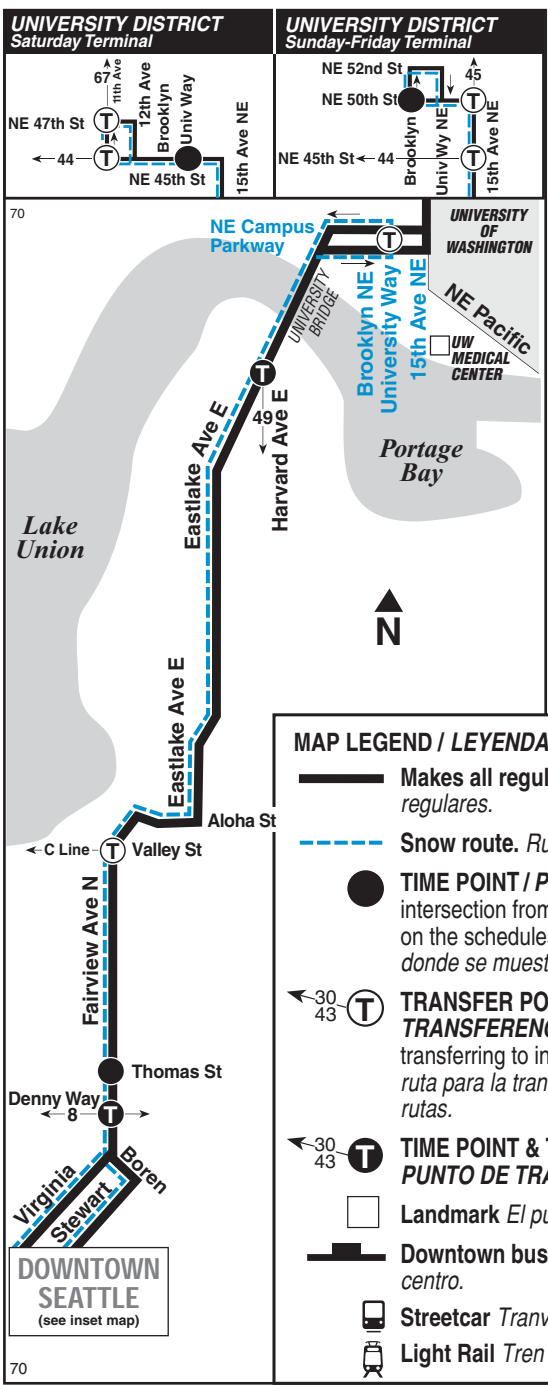 UNIVERSITY DISTRICT
Saturday Terminal
67
11th Ave
12th Ave
Brooklyn
Univ Way
15th Ave NE
NE 47th St
T
T
44
NE 45th St
UNIVERSITY DISTRICT
Sunday-Friday Terminal
NE 52nd St
45
NE 50th St
T
Brooklyn
Univ Wy NE
15th Ave NE
NE 45th St
44
T
70
NE Campus
Parkway
T
UNIVERSITY
OF
WASHINGTON
UNIVERSITY
BRIDGE
Brooklyn NE
University Way
15th Ave NE
NE Pacific
UW
MEDICAL
CENTER
T
49
Eastlake Ave E
Harvard Ave E
Portage
Bay
Lake
Union
N
Eastlake Ave E
Aloha St
C Line
T
Valley St
Fairview Ave N
Thomas St
Denny Way
8
T
Virginia
Stewart
Boren
DOWNTOWN
SEATTLE
(see inset map)
70
MAP LEGEND / LEYENDA
Makes all regul
regulares.
Snow route. Ru
TIME POINT / P
intersection from
on the schedules
donde se muest
30
43
T
TRANSFER PO
TRANSFERENC
transferring to in
ruta para la tran
rutas.
30
43
T
TIME POINT & T
PUNTO DE TRA
Landmark El pu
Downtown bus
centro.
Streetcar Tranv
Light Rail Tren